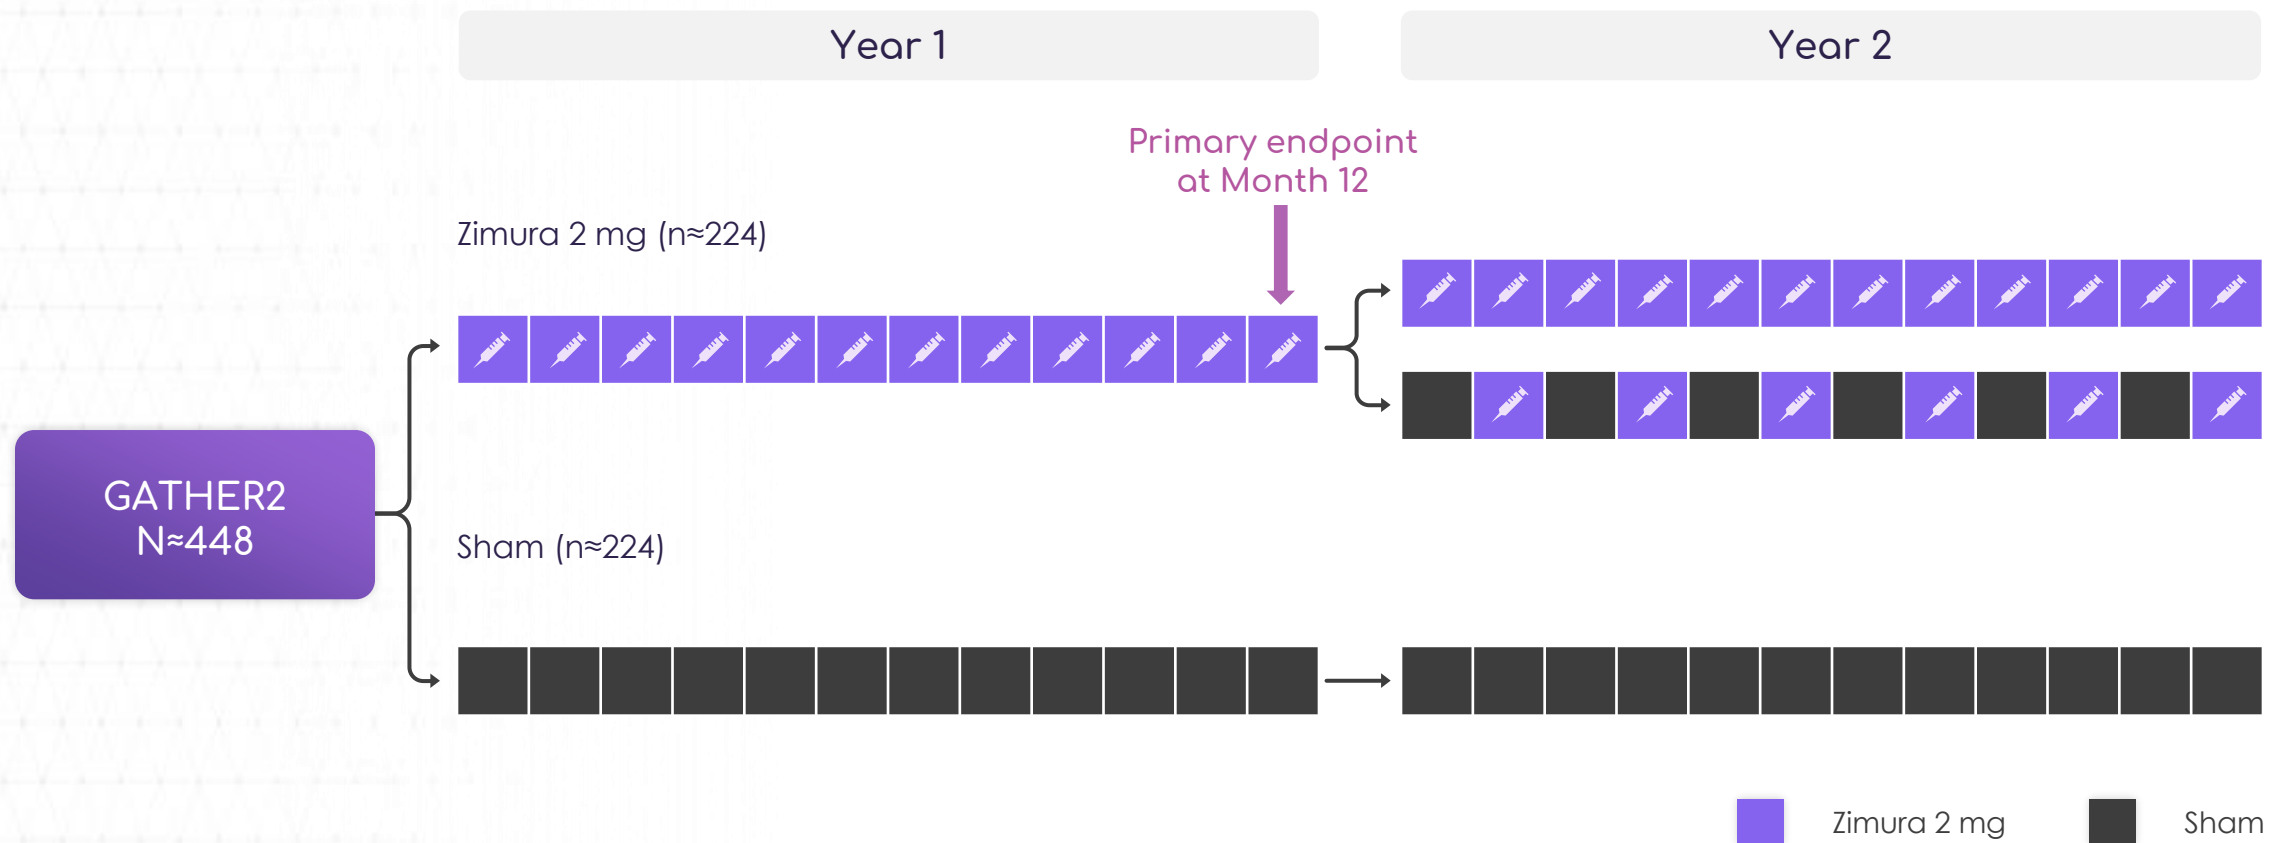 Year 1
Year 2
Primary endpoint
at Month 12
Zimura 2 mg (n≈224)
GATHER2
N≈448
Sham (n≈224)
Zimura 2 mg
Sham